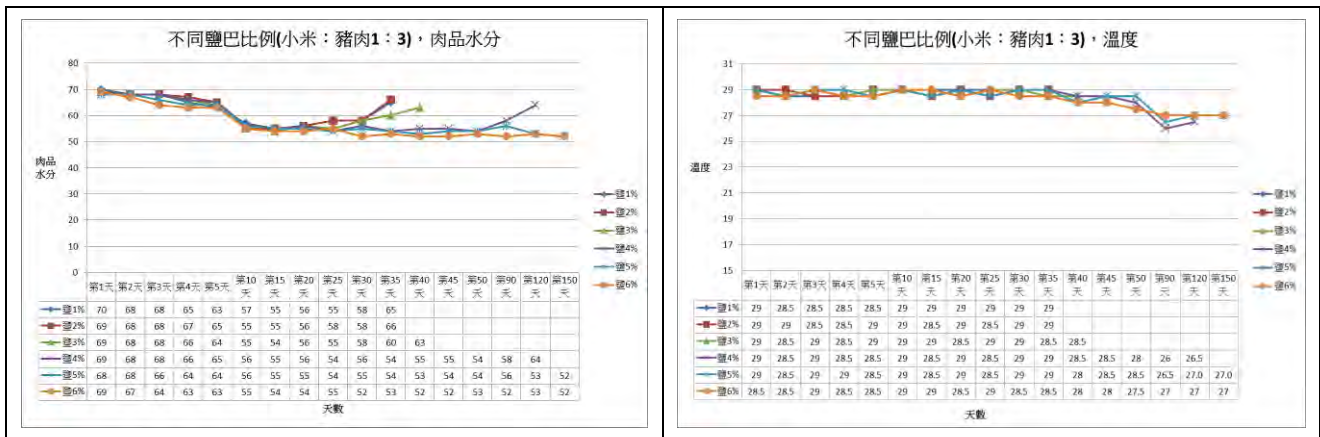 不同鹽巴比例(小米：豬肉1：3)，肉品水分
80
70
60
50
40
30
20
10
0
肉品
水分
鹽1%
鹽2%
鹽3%
鹽4%
鹽5%
鹽6%
第1天 第2天 第3天 第4天 第5天 第10天 第15天 第20天 第25天 第30天 第35天 第40天 第45天 第50天 第90天 第120天 第150天
鹽1% 70 68 68 65 63 57 55 56 55 58 65
鹽2% 69 68 68 67 65 55 55 56 58 58 66
鹽3% 69 68 68 66 64 55 54 56 55 58 60 63
鹽4% 69 68 68 66 65 56 55 56 54 56 54 55 55 54 58 64
鹽5% 68 68 66 64 64 56 55 55 54 55 54 53 54 54 56 53 52
鹽6% 69 67 64 63 63 55 54 54 55 52 53 52 52 53 52 53 52
天數
不同鹽巴比例(小米：豬肉1：3)，溫度
31
29
27
25
23
21
19
17
15
溫度
鹽1%
鹽2%
鹽3%
鹽4%
鹽5%
鹽6%
第1天 第2天 第3天 第4天 第5天 第10天 第15天 第20天 第25天 第30天 第35天 第40天 第45天 第50天 第90天 第120天 第150天
鹽1% 29 28.5 28.5 28.5 28.5 29 29 29 29 29 29
鹽2% 29 29 28.5 28.5 29 29 28.5 29 28.5 29 29
鹽3% 29 28.5 29 28.5 29 29 29 28.5 29 29 28.5 28.5
鹽4% 29 28.5 29 28.5 28.5 29 28.5 29 28.5 29 29 28.5 28.5 28 26 26.5
鹽5% 29 28.5 29 29 28.5 29 28.5 29 28.5 29 28.5 28 28.5 28.5 26.5 27.0 27.0
鹽6% 28.5 28.5 29 28.5 28.5 29 29 28.5 29 28.5 28.5 28 28 27.5 27 27 27
天數